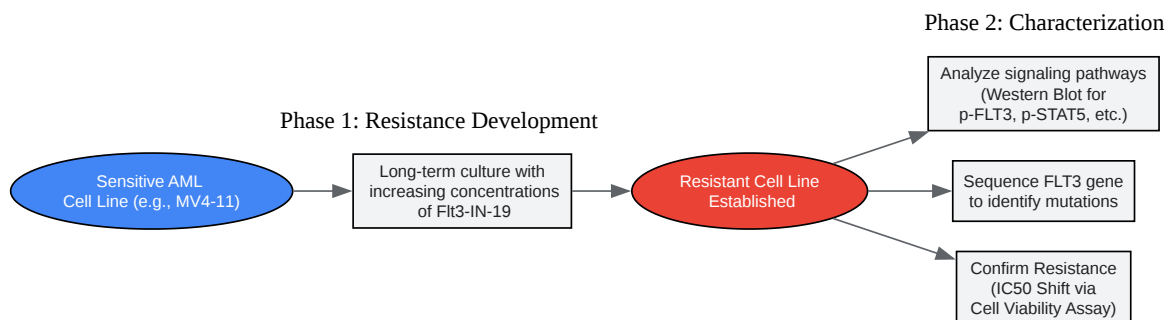 Phase 2: Characterization
Analyze signaling pathways
(Western Blot for
p-FLT3, p-STAT5, etc.)
Phase 1: Resistance Development
Sensitive AML
Cell Line (e.g., MV4-11)
Long-term culture with
increasing concentrations
of Flt3-IN-19
Resistant Cell Line
Established
Sequence FLT3 gene
to identify mutations
Confirm Resistance
(IC50 Shift via
Cell Viability Assay)